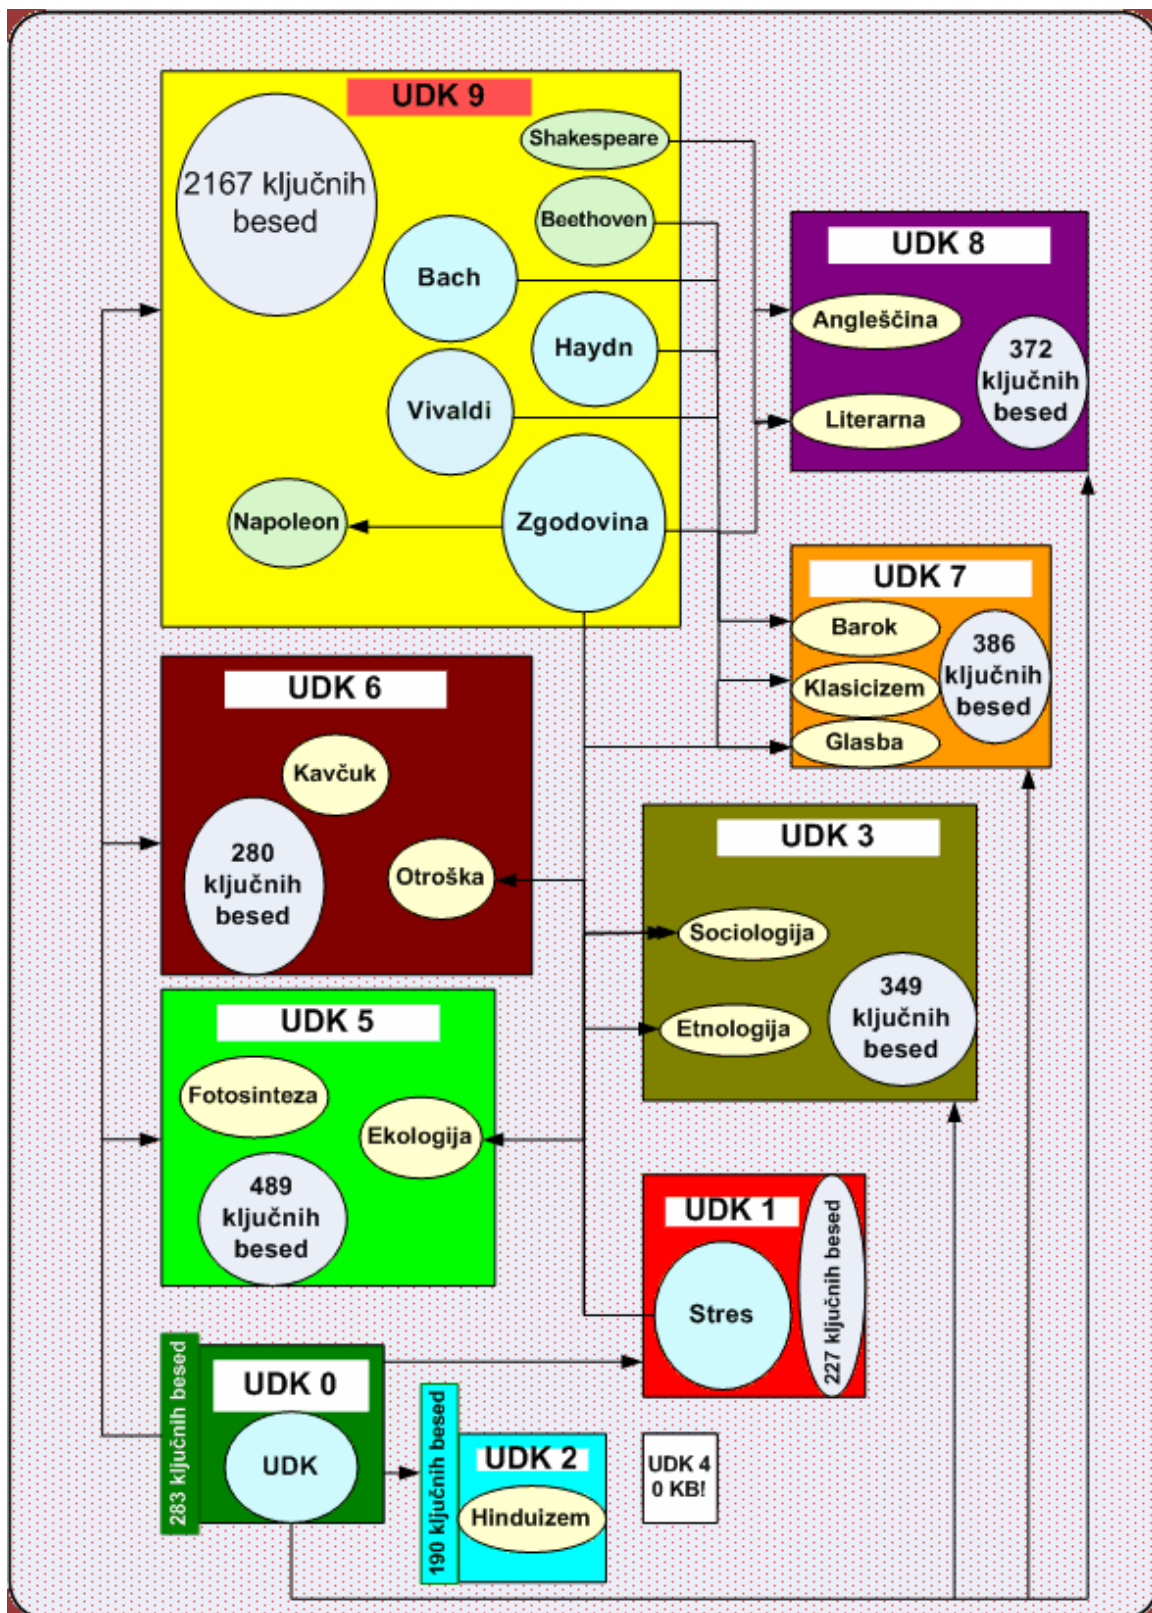 UDK 9
2167 ključnih
besed
Shakespeare
Beethoven
Bach
Haydn
Vivaldi
Napoleon
Zgodovina
UDK 8
Angleščina
Literarna
372
ključnih
besed
UDK 7
Barok
Klasicizem
Glasba
386
ključnih
besed
UDK 6
Kavčuk
280
ključnih
besed
Otroška
UDK 3
Sociologija
Etnologija
349
ključnih
besed
UDK 5
Fotosinteza
Ekologija
489
ključnih
besed
UDK 1
Stres
227 ključnih besed
283 ključnih besed
UDK 0
UDK
190 ključnih besed
UDK 2
Hinduizem
UDK 4
0 KB!